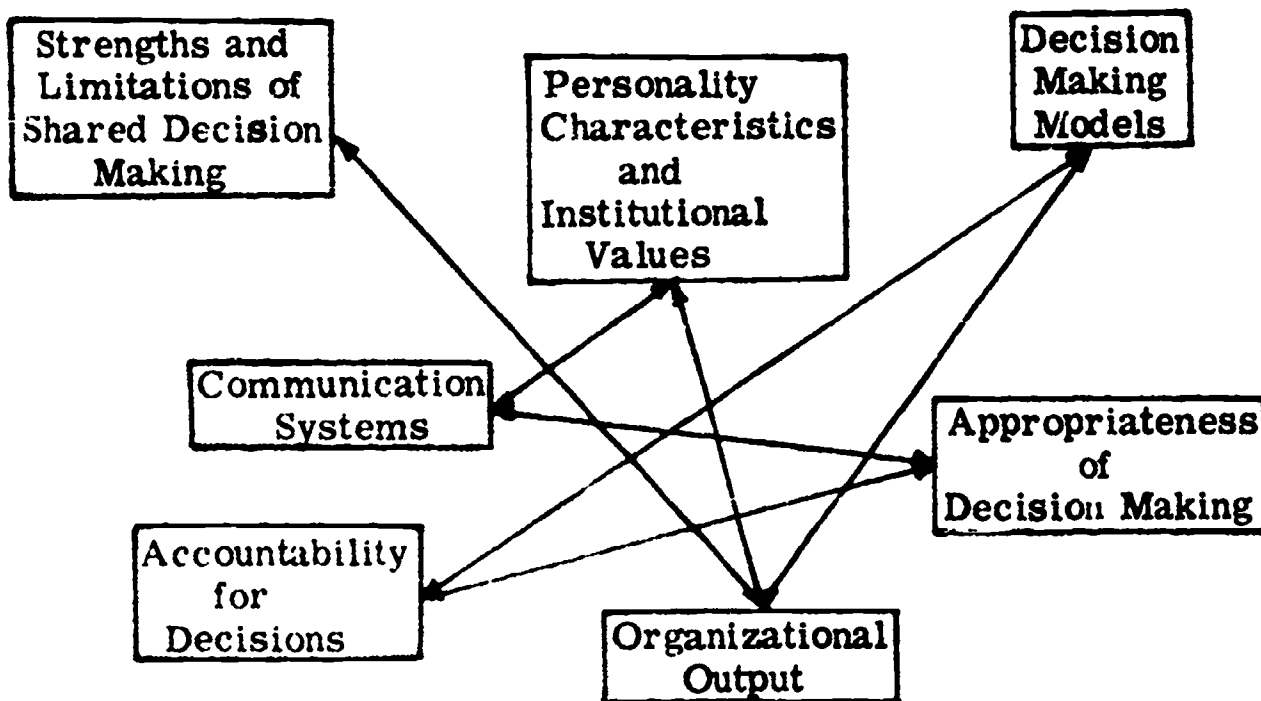 Strengths and
Limitations of
Shared Decision
Making
Personality
Characteristics
and
Institutional
Values
Decision
Making
Models
Communication
Systems
Appropriateness
of
Decision Making
Accountability
for
Decisions
Organizational
Output